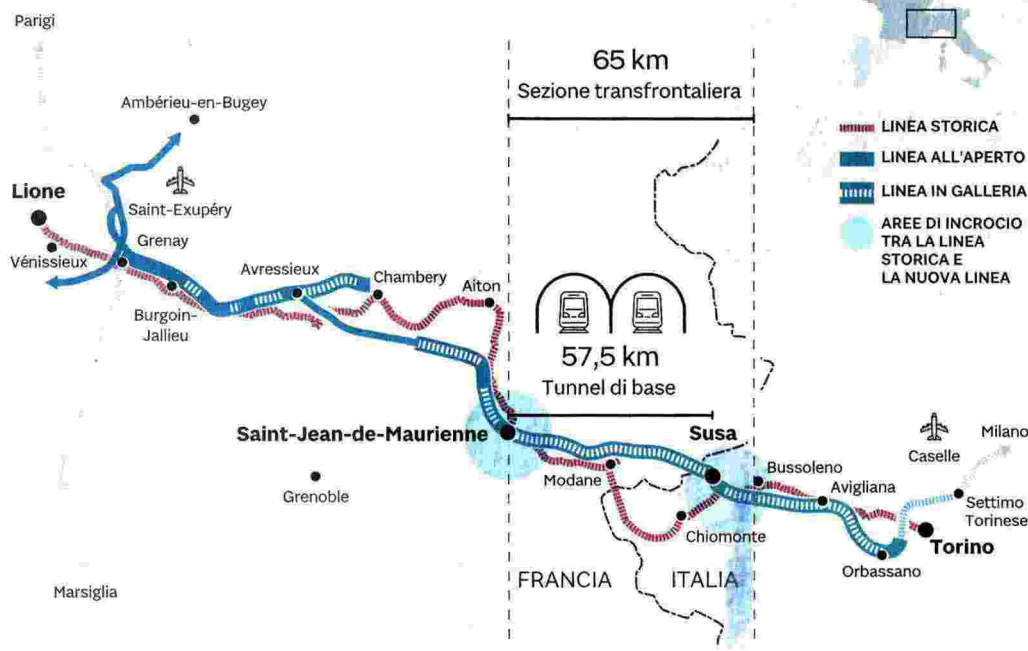 Parigi
65 km
Sezione transfrontaliera
Ambérieu-en-Bugey
LINEA STORICA
LINEA ALL'APERTO
LINEA IN GALLERIA
AREE DI INCROCIO
TRA LA LINEA
STORICA E
LA NUOVA LINEA
Lione
Saint-Exupéry
Vénissieux
Grenay
Avressieux
Chambery
Aiton
Burgoin-
Jallieu
57,5 km
Tunnel di base
Saint-Jean-de-Maurienne
Susa
Caselle
Milano
Grenoble
Modane
Bussoleno
Avigliana
Settimo
Torinese
Chiomonte
Torino
Orbassano
FRANCIA
ITALIA
Marsiglia